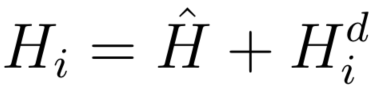 $H_i = \hat{H} + H_i^d$